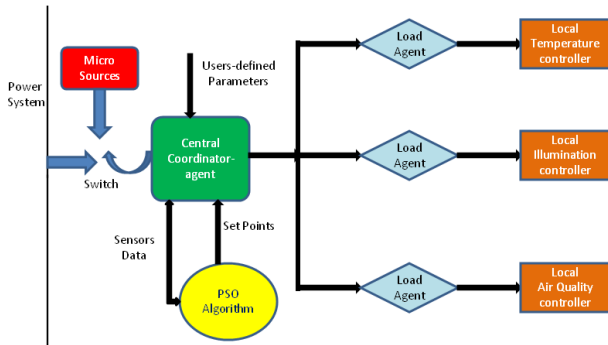 Power
System
Micro
Sources
Switch
Users-defined
Parameters
Central
Coordinator-
agent
Sensors
Data
Set Points
PSO
Algorithm
Load
Agent
Local
Temperature
controller
Load
Agent
Local
Illumination
controller
Load
Agent
Local
Air Quality
controller